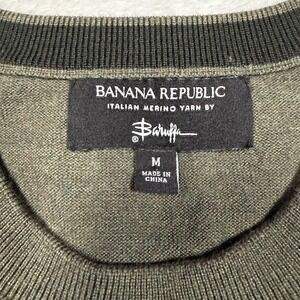 BANANA REPUBLIC
ITALIAN MERINO YARN BY
Baruffa
®
M
MADE IN
CHINA